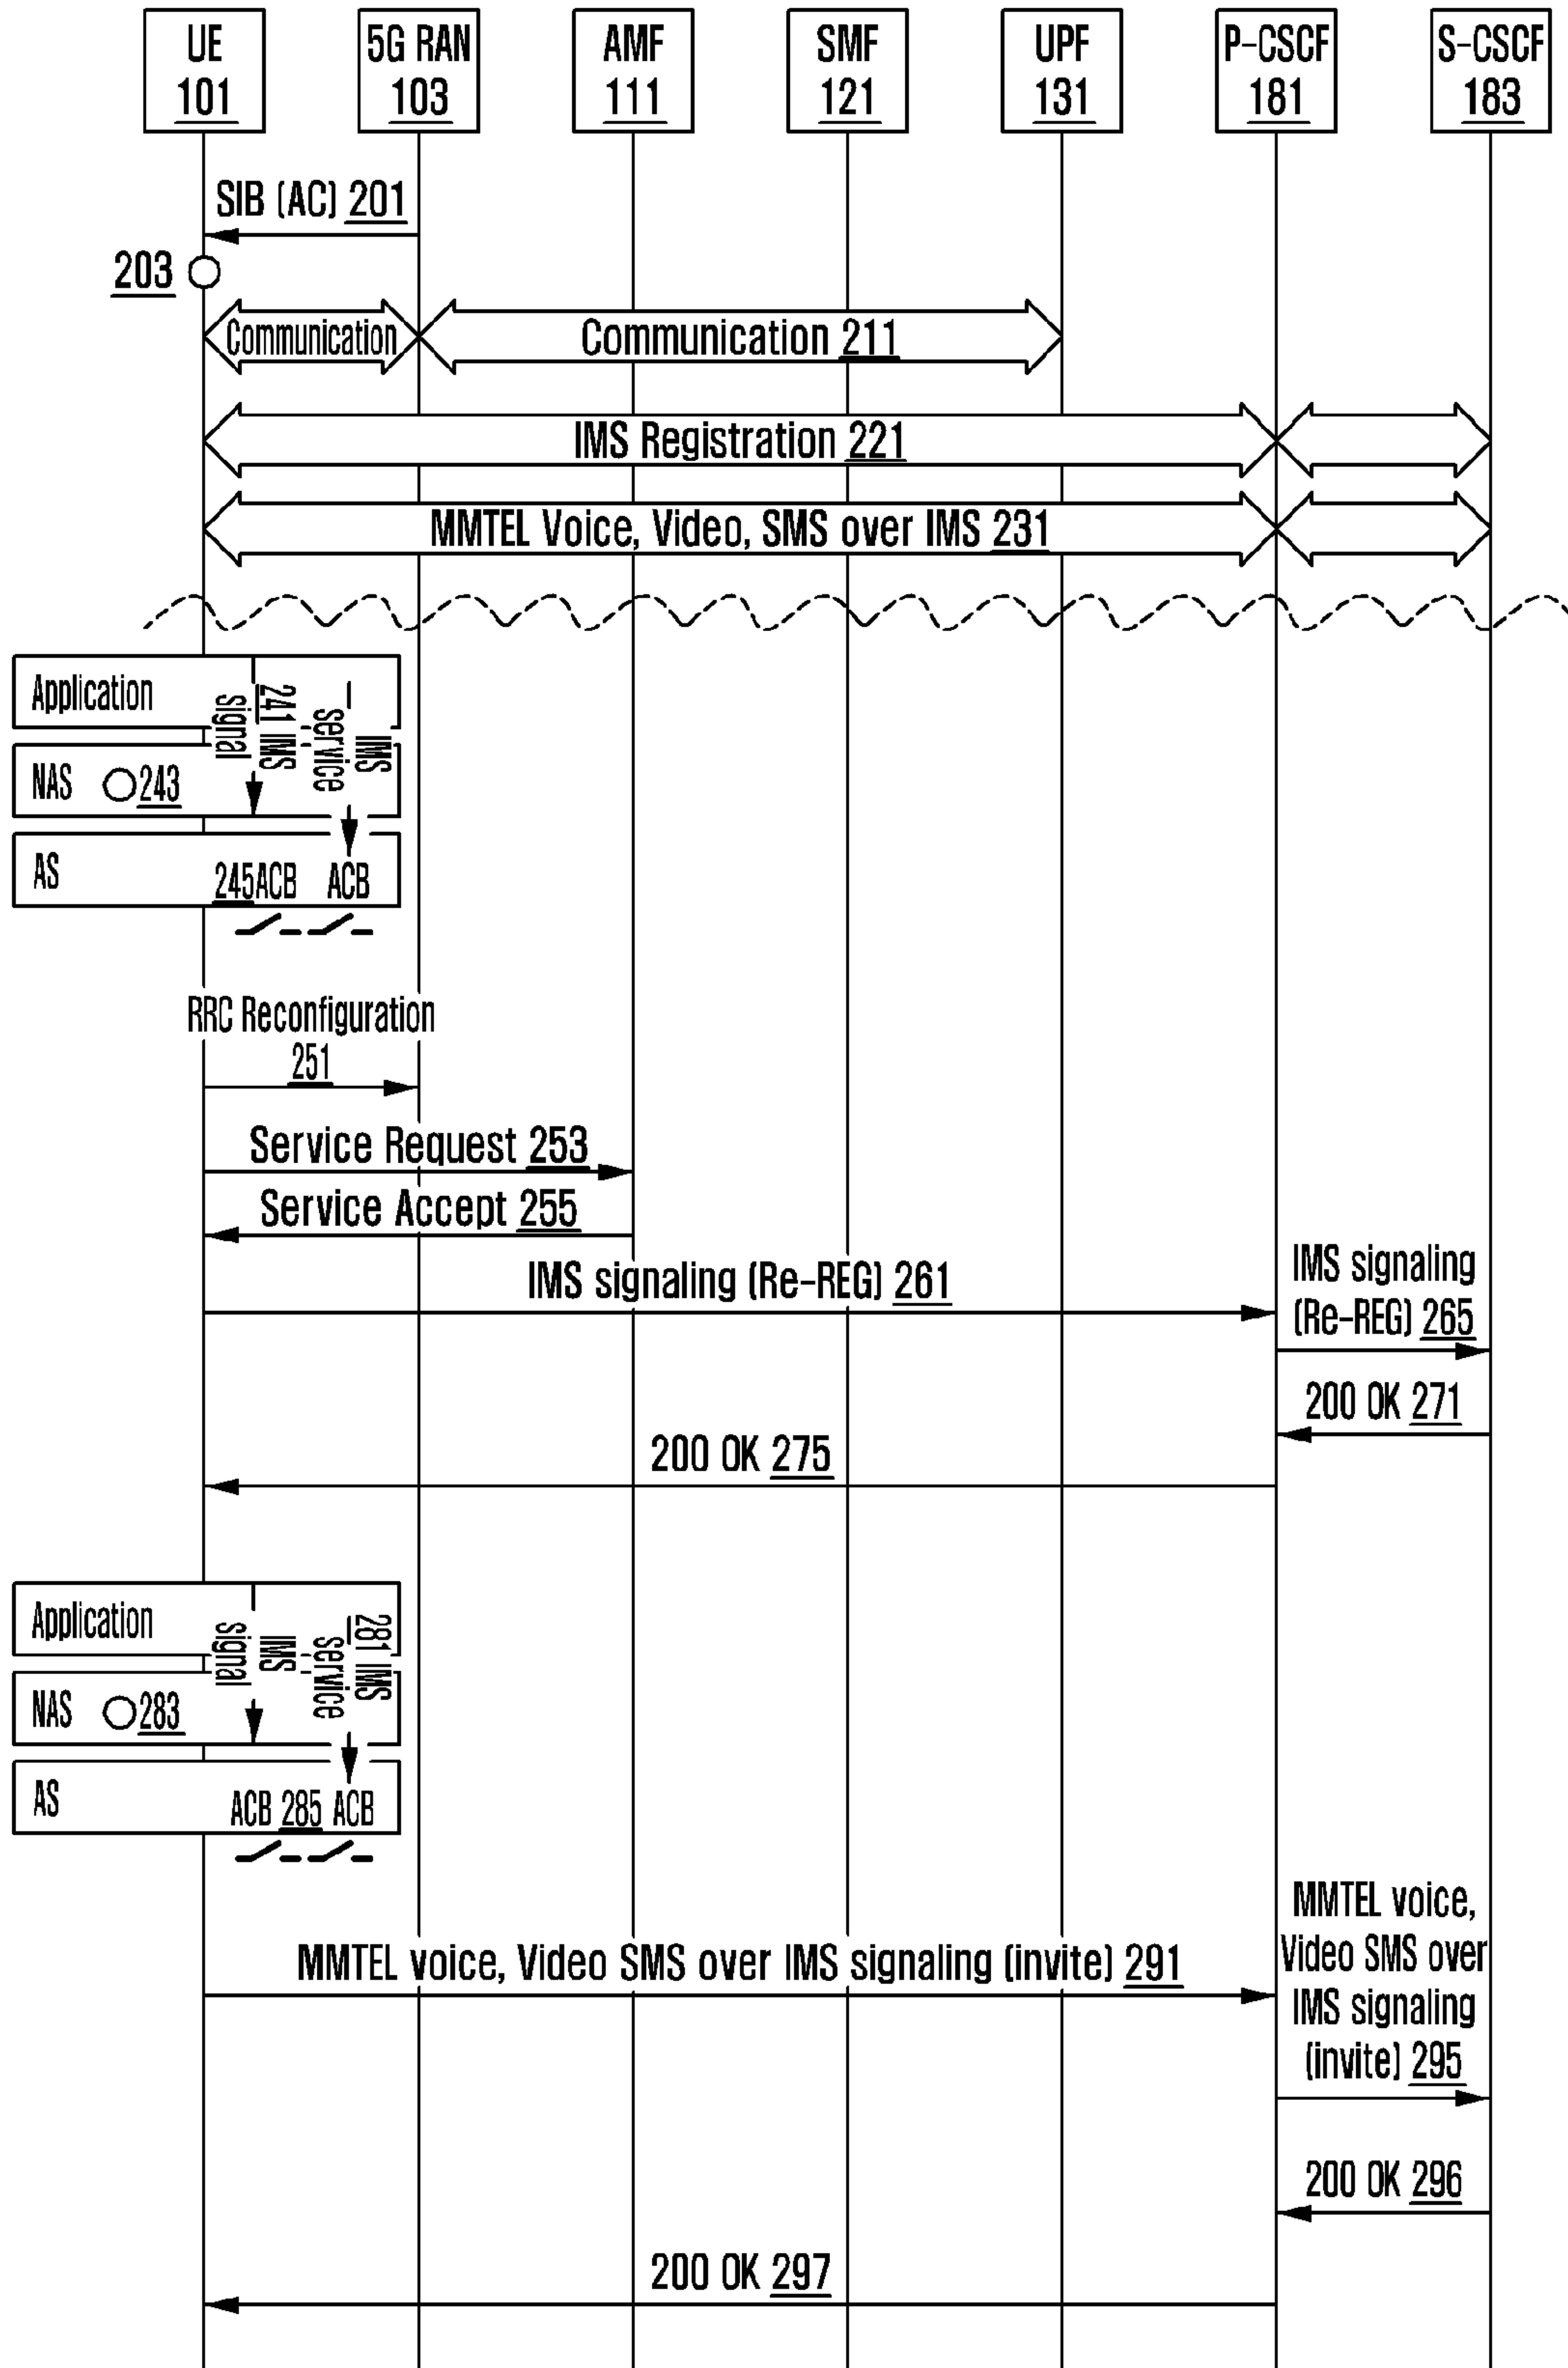 UE
101
5G RAN
103
AMF
111
SMF
121
UPF
131
P-CSCF
181
S-CSCF
183
SIB (AC) 201
203
Communication
Communication 211
IMS Registration 221
MMTEL Voice, Video, SMS over IMS 231
Application
241 IMS
signal
IMS
service
NAS
243
AS
245 ACB
ACB
RRC Reconfiguration
251
Service Request 253
Service Accept 255
IMS signaling (Re-REG) 261
IMS signaling
(Re-REG) 265
200 OK 271
200 OK 275
Application
IMS
signal
281 IMS
service
NAS
283
AS
ACB 285 ACB
MMTEL voice, Video SMS over IMS signaling (invite) 291
MMTEL voice,
Video SMS over
IMS signaling
(invite) 295
200 OK 296
200 OK 297